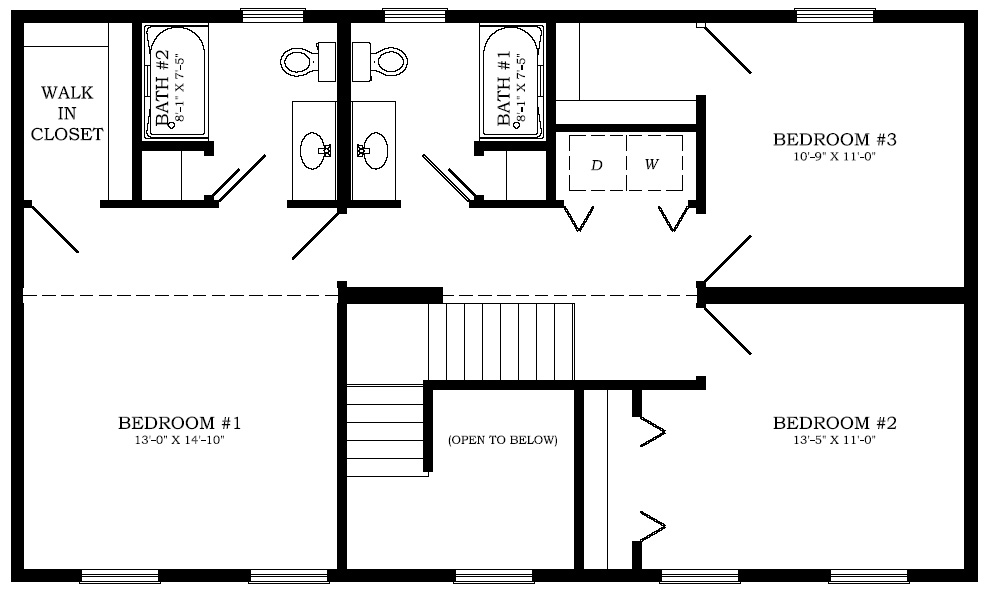 WALK
IN
CLOSET
BATH #2
8'-1" X 7'-5"
BATH #1
8'-1" X 7'-5"
D
W
BEDROOM #3
10'-9" X 11'-0"
BEDROOM #1
13'-0" X 14'-10"
(OPEN TO BELOW)
BEDROOM #2
13'-5" X 11'-0"